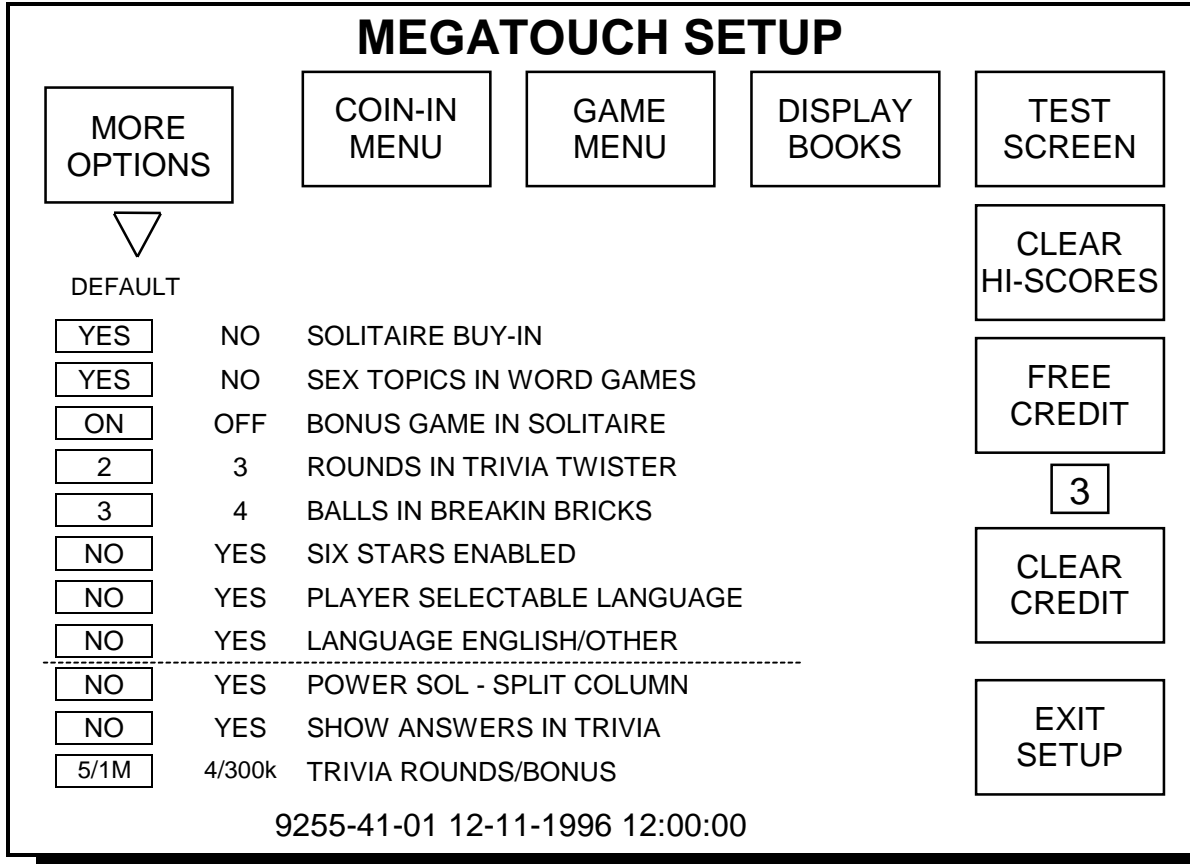 MEGATOUCH SETUP
MORE
OPTIONS
COIN-IN
MENU
GAME
MENU
DISPLAY
BOOKS
TEST
SCREEN
CLEAR
HI-SCORES
FREE
CREDIT
3
CLEAR
CREDIT
EXIT
SETUP
DEFAULT
YES NO SOLITAIRE BUY-IN
YES NO SEX TOPICS IN WORD GAMES
ON OFF BONUS GAME IN SOLITAIRE
2 3 ROUNDS IN TRIVIA TWISTER
3 4 BALLS IN BREAKIN BRICKS
NO YES SIX STARS ENABLED
NO YES PLAYER SELECTABLE LANGUAGE
NO YES LANGUAGE ENGLISH/OTHER
NO YES POWER SOL - SPLIT COLUMN
NO YES SHOW ANSWERS IN TRIVIA
5/1M 4/300k TRIVIA ROUNDS/BONUS
9255-41-01 12-11-1996 12:00:00